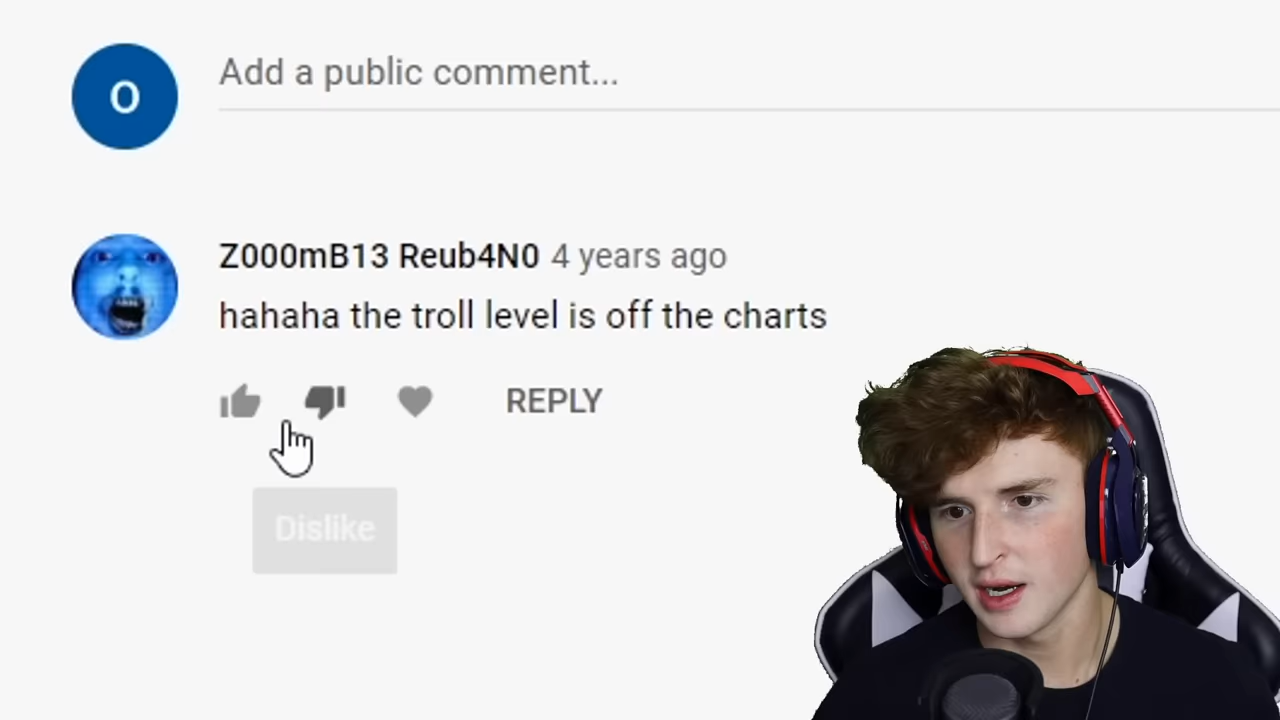 O
Add a public comment...
Z000mB13 Reub4N0 4 years ago
hahaha the troll level is off the charts
REPLY
Dislike